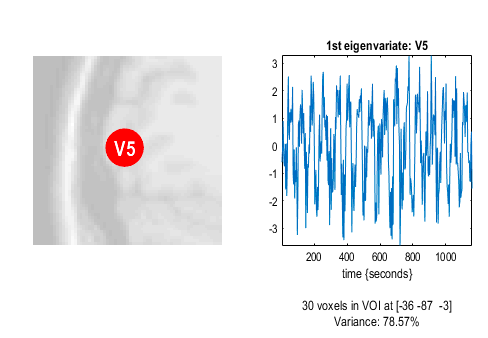 V5
1st eigenvariate: V5
3
2
1
0
-1
-2
-3
200 400 600 800 1000
time {seconds}
30 voxels in VOI at [-36 -87 -3]
Variance: 78.57%